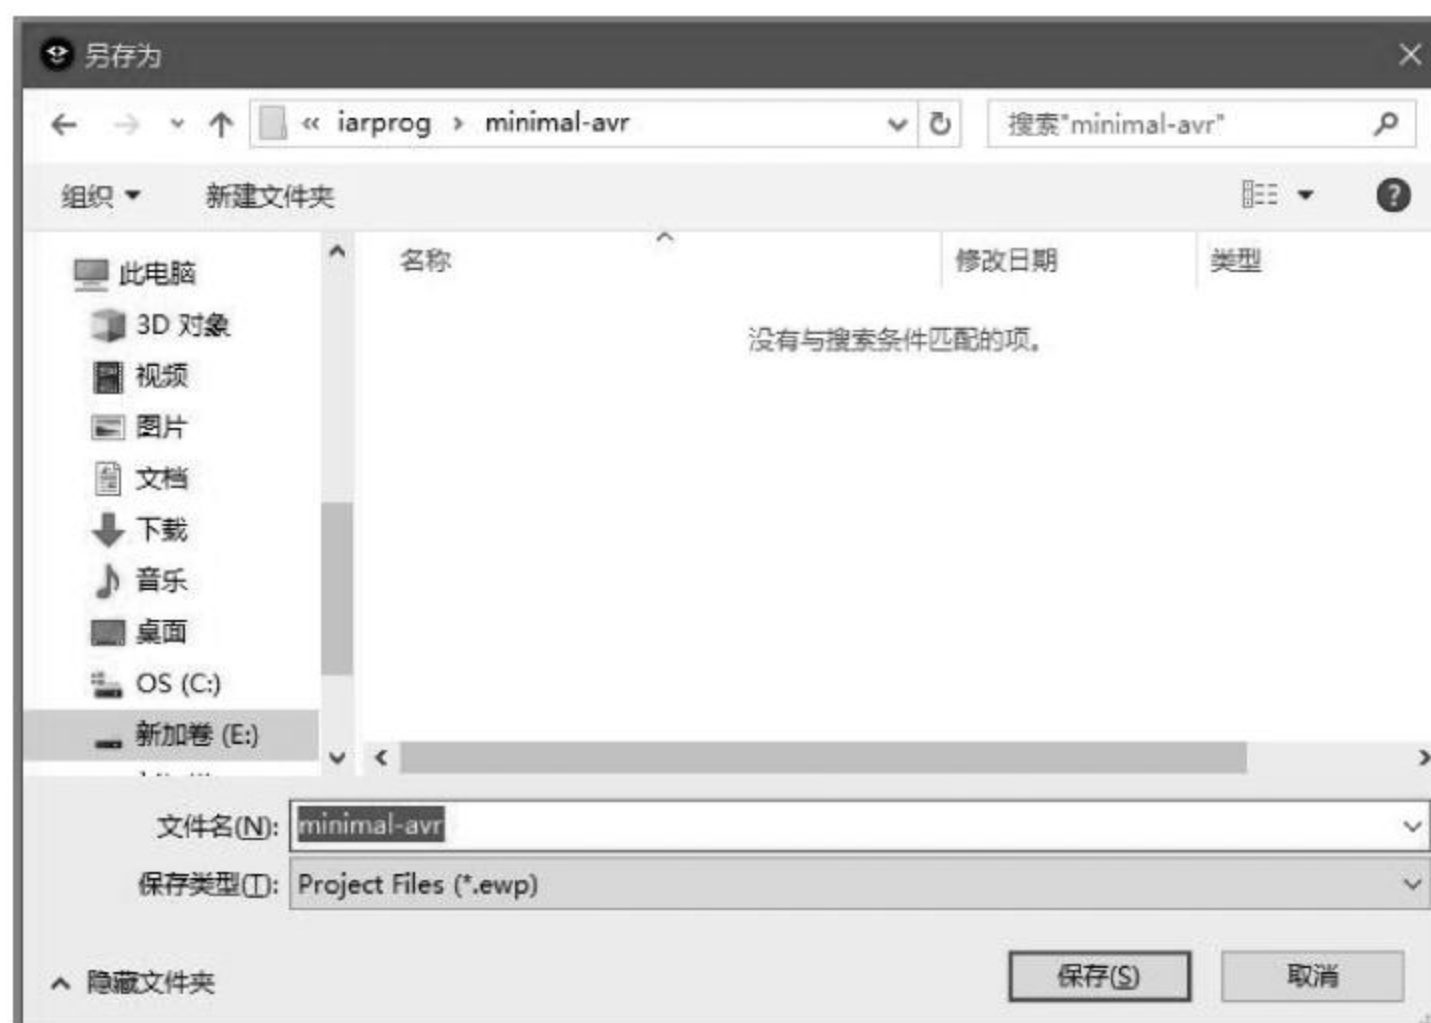 另存为
« iarprog › minimal-avr
搜索"minimal-avr"
组织
新建文件夹
名称
修改日期
类型
没有与搜索条件匹配的项。
此电脑
3D 对象
视频
图片
文档
下载
音乐
桌面
OS (C:)
新加卷 (E:)
文件名(N): minimal-avr
保存类型(T): Project Files (*.ewp)
隐藏文件夹
保存(S)
取消